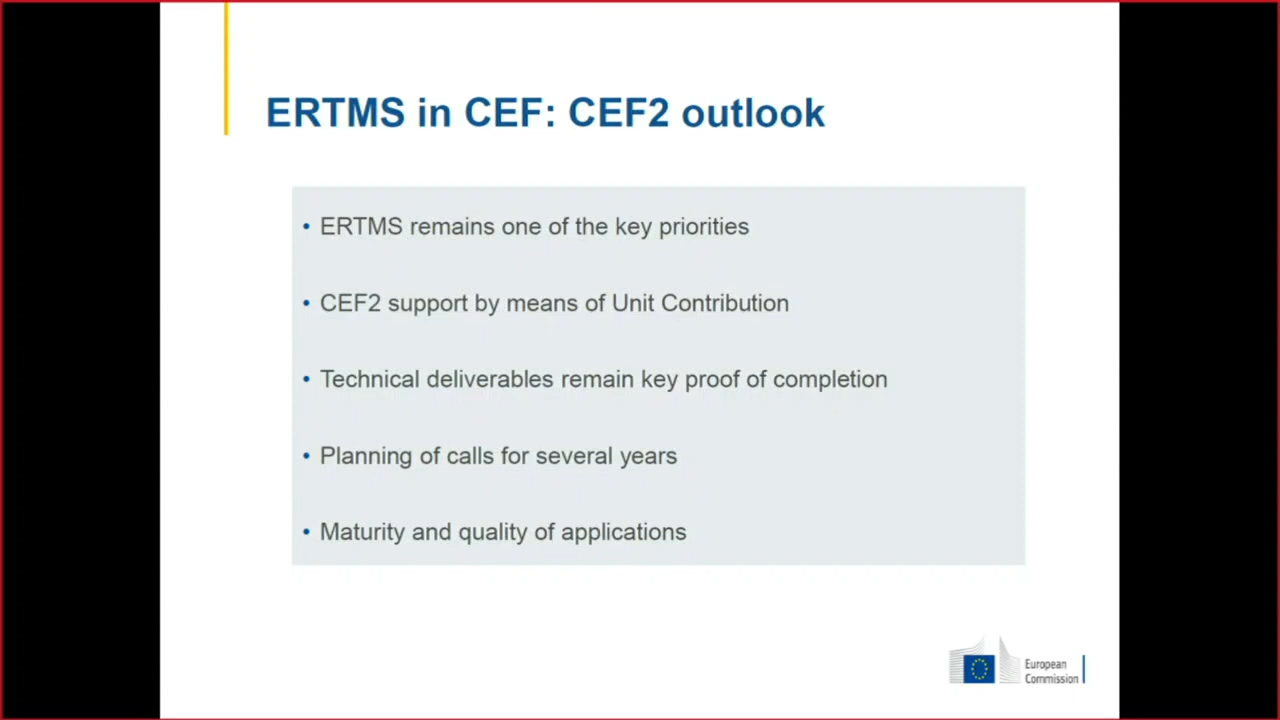 ERTMS in CEF: CEF2 outlook
• ERTMS remains one of the key priorities
• CEF2 support by means of Unit Contribution
• Technical deliverables remain key proof of completion
• Planning of calls for several years
• Maturity and quality of applications
European
Commission